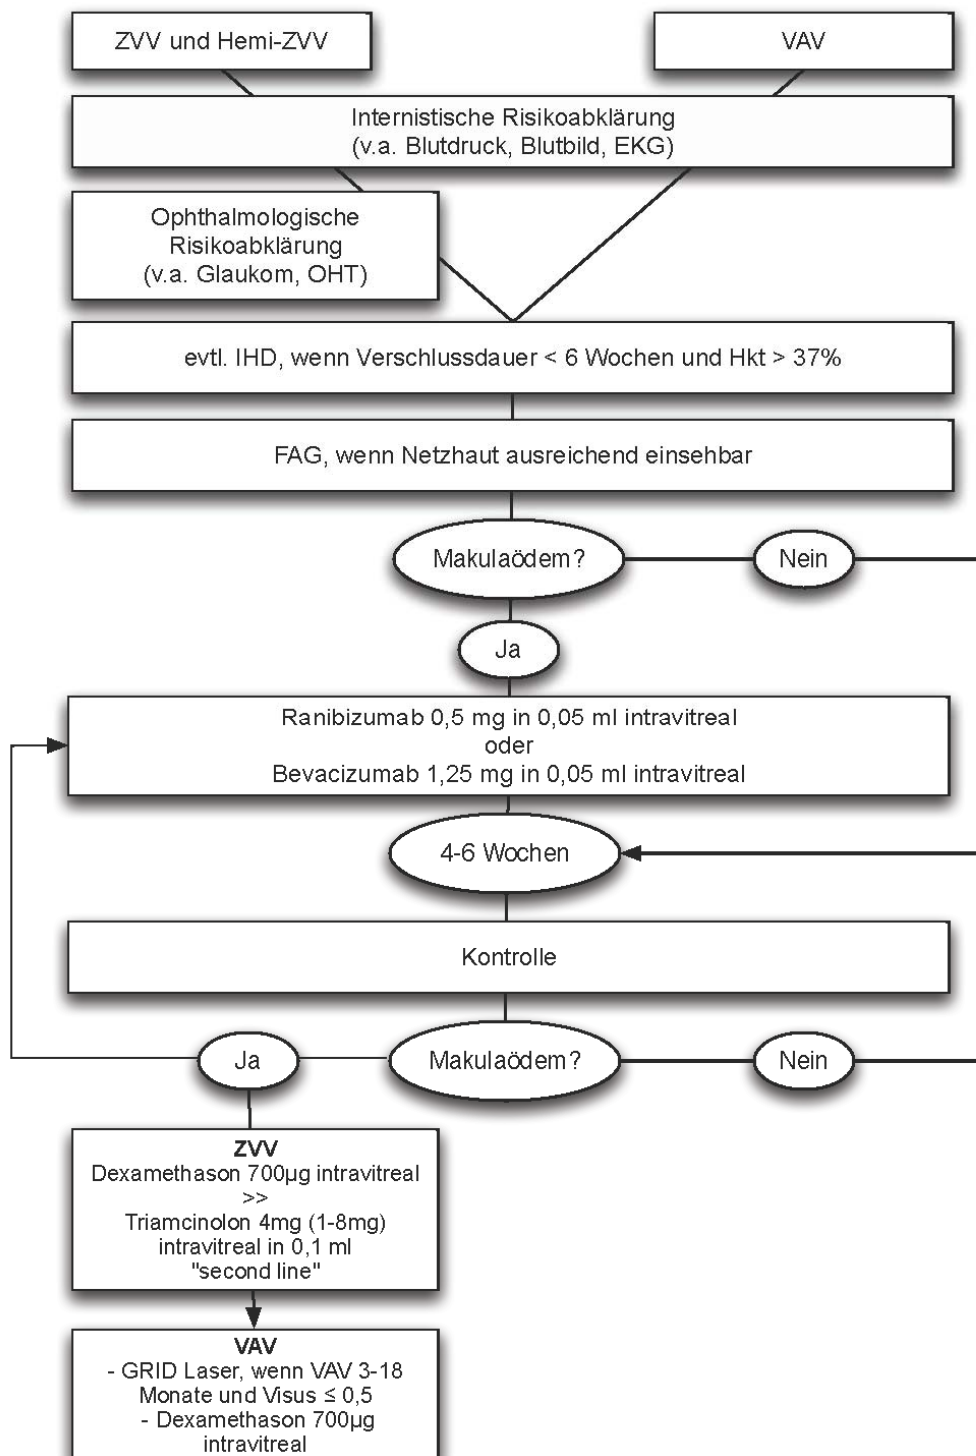 ZVV und Hemi-ZVV
VAV
Internistische Risikoabklärung
(v.a. Blutdruck, Blutbild, EKG)
Ophthalmologische
Risikoabklärung
(v.a. Glaukom, OHT)
evtl. IHD, wenn Verschlussdauer < 6 Wochen und Hkt > 37%
FAG, wenn Netzhaut ausreichend einsehbar
Makulaödem?
Nein
Ja
Ranibizumab 0,5 mg in 0,05 ml intravitreal
oder
Bevacizumab 1,25 mg in 0,05 ml intravitreal
4-6 Wochen
Kontrolle
Ja
Makulaödem?
Nein
ZVV
Dexamethason 700µg intravitreal
>>
Triamcinolon 4mg (1-8mg)
intravitreal in 0,1 ml
"second line"
VAV
- GRID Laser, wenn VAV 3-18
Monate und Visus ≤ 0,5
- Dexamethason 700µg
intravitreal